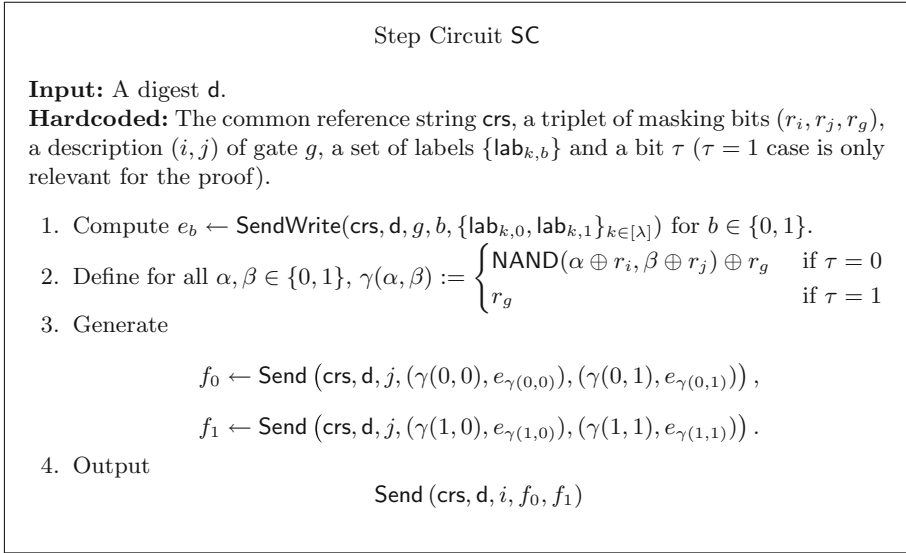 Step Circuit SC
Input: A digest d.
Hardcoded: The common reference string crs, a triplet of masking bits (r_i, r_j, r_g),
a description (i, j) of gate g, a set of labels {lab_{k,b}} and a bit τ (τ = 1 case is only
relevant for the proof).
1. Compute e_b ← SendWrite(crs, d, g, b, {lab_{k,0}, lab_{k,1}}_{k∈[λ]}) for b ∈ {0, 1}.
2. Define for all α, β ∈ {0, 1}, γ(α, β) := { NAND(α ⊕ r_i, β ⊕ r_j) ⊕ r_g if τ = 0
r_g if τ = 1
3. Generate
f_0 ← Send (crs, d, j, (γ(0, 0), e_{γ(0,0)}), (γ(0, 1), e_{γ(0,1)})) ,
f_1 ← Send (crs, d, j, (γ(1, 0), e_{γ(1,0)}), (γ(1, 1), e_{γ(1,1)})) .
4. Output
Send (crs, d, i, f_0, f_1)